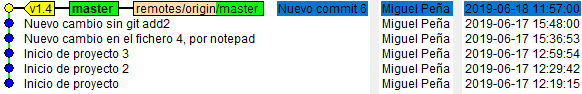 v1.4 master remotes/origin/master Nuevo commit 6 Miguel Peña 2019-06-18 11:57:00
Nuevo cambio sin git add2 Miguel Peña 2019-06-17 15:48:00
Nuevo cambio en el fichero 4, por notepad Miguel Peña 2019-06-17 15:36:53
Inicio de proyecto 3 Miguel Peña 2019-06-17 12:59:54
Inicio de proyecto 2 Miguel Peña 2019-06-17 12:29:42
Inicio de proyecto Miguel Peña 2019-06-17 12:19:15